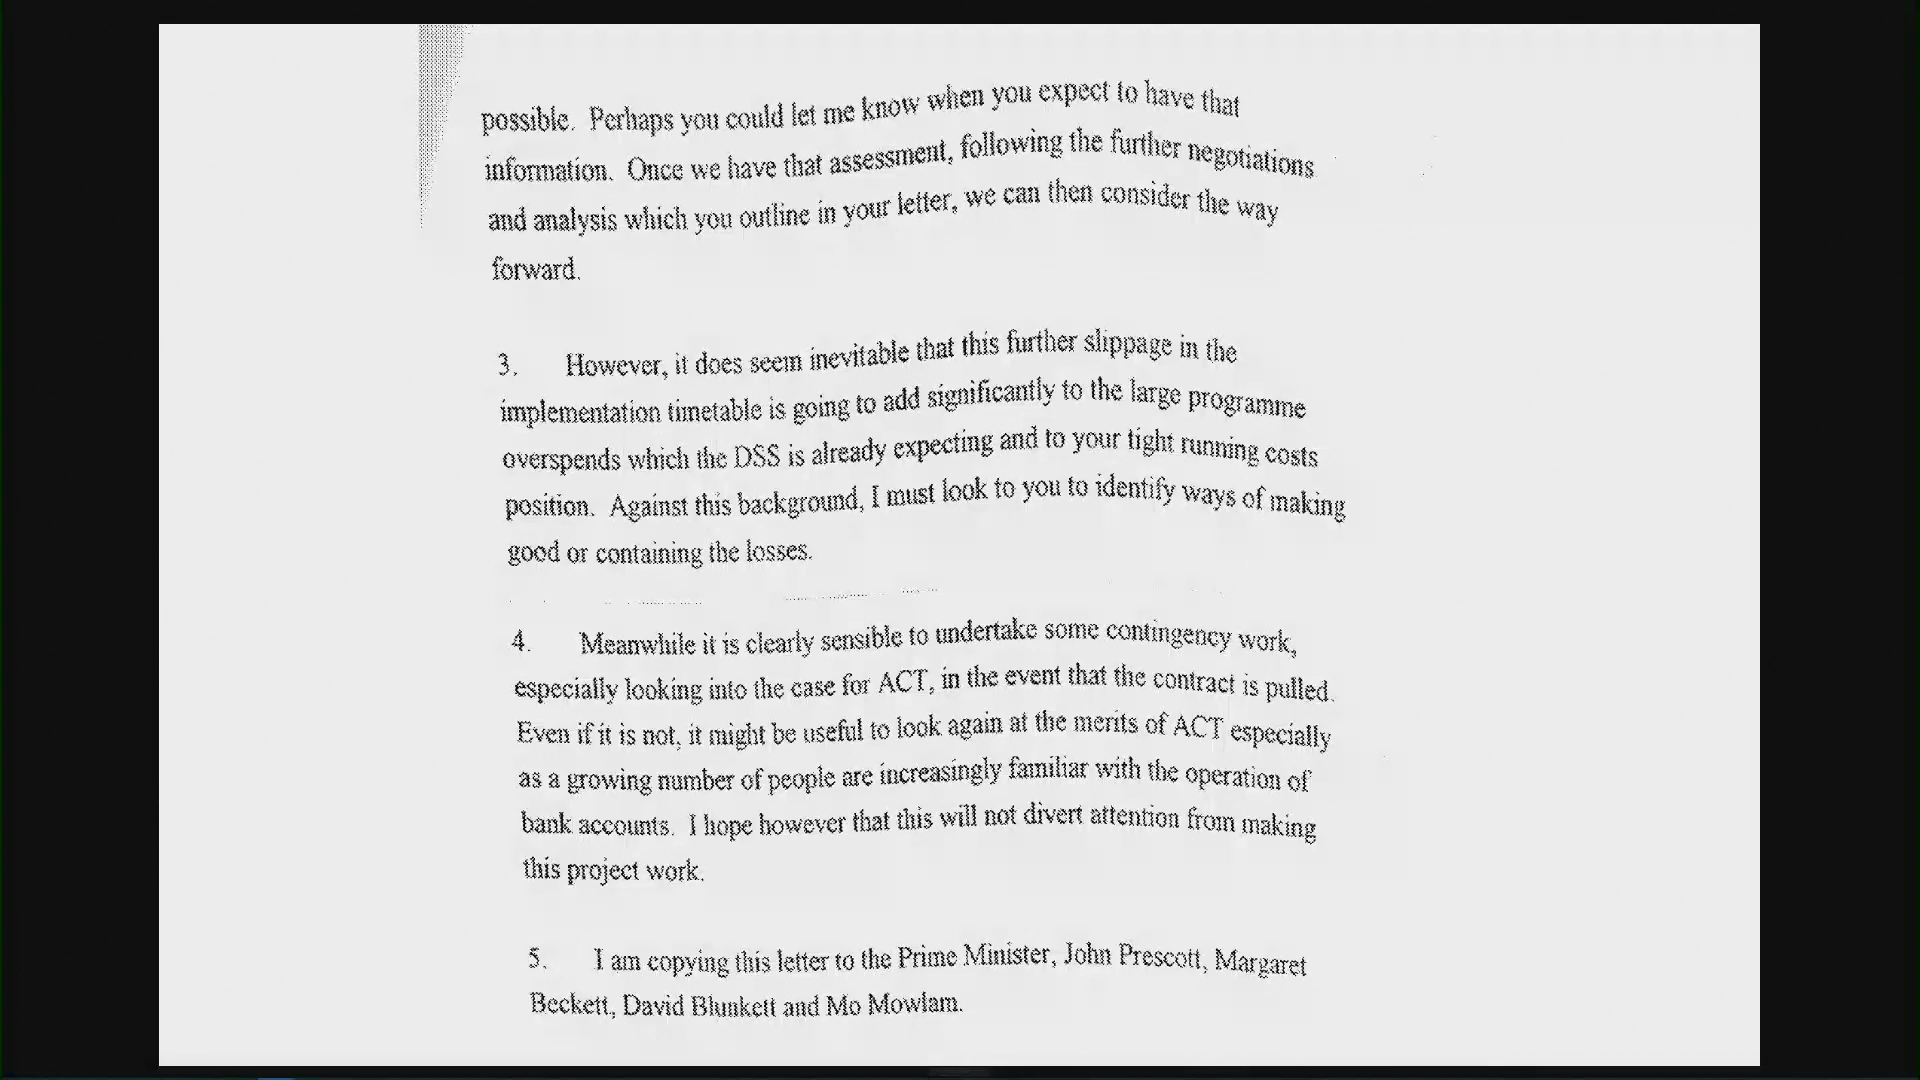 possible. Perhaps you could let me know when you expect to have that
information. Once we have that assessment, following the further negotiations
and analysis which you outline in your letter, we can then consider the way
forward.
3. However, it does seem inevitable that this further slippage in the
implementation timetable is going to add significantly to the large programme
overspends which the DSS is already expecting and to your tight running costs
position. Against this background, I must look to you to identify ways of making
good or containing the losses.
4. Meanwhile it is clearly sensible to undertake some contingency work,
especially looking into the case for ACT, in the event that the contract is pulled.
Even if it is not, it might be useful to look again at the merits of ACT especially
as a growing number of people are increasingly familiar with the operation of
bank accounts. I hope however that this will not divert attention from making
this project work.
5. I am copying this letter to the Prime Minister, John Prescott, Margaret
Beckett, David Blunkett and Mo Mowlam.